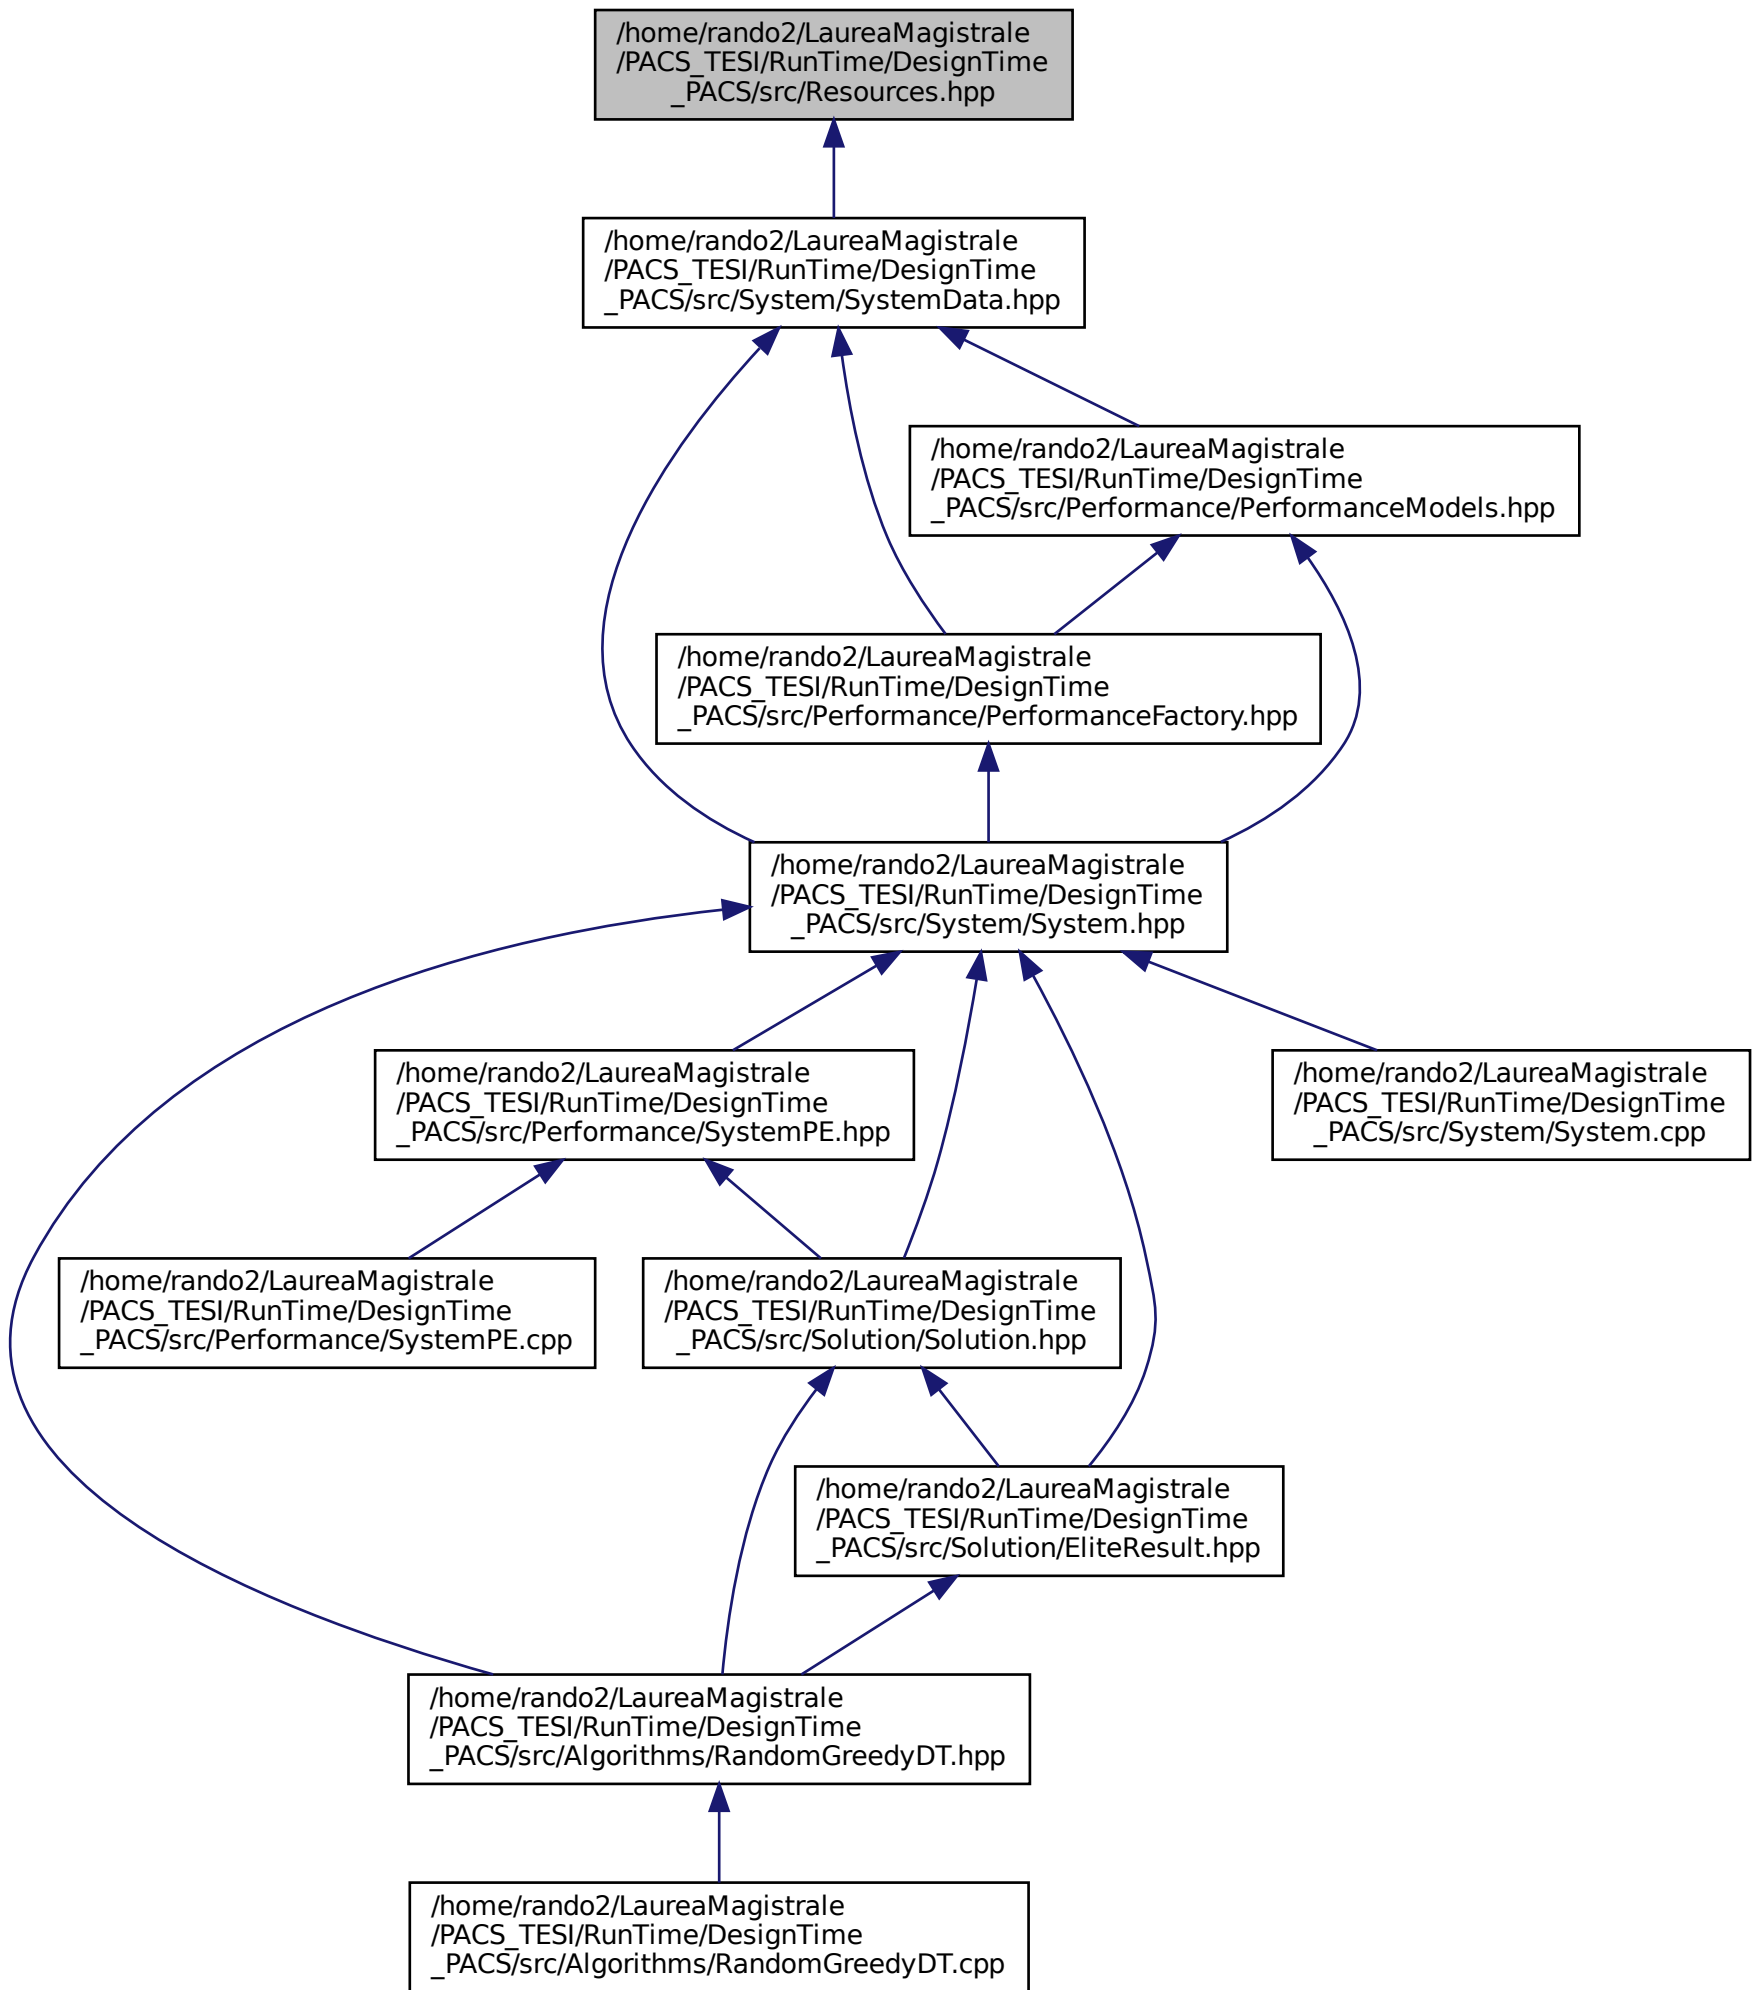 /home/rando2/LaureaMagistrale
/PACS_TESI/RunTime/DesignTime
_PACS/src/Resources.hpp
/home/rando2/LaureaMagistrale
/PACS_TESI/RunTime/DesignTime
_PACS/src/System/SystemData.hpp
/home/rando2/LaureaMagistrale
/PACS_TESI/RunTime/DesignTime
_PACS/src/Performance/PerformanceModels.hpp
/home/rando2/LaureaMagistrale
/PACS_TESI/RunTime/DesignTime
_PACS/src/Performance/PerformanceFactory.hpp
/home/rando2/LaureaMagistrale
/PACS_TESI/RunTime/DesignTime
_PACS/src/System/System.hpp
/home/rando2/LaureaMagistrale
/PACS_TESI/RunTime/DesignTime
_PACS/src/Performance/SystemPE.hpp
/home/rando2/LaureaMagistrale
/PACS_TESI/RunTime/DesignTime
_PACS/src/System/System.cpp
/home/rando2/LaureaMagistrale
/PACS_TESI/RunTime/DesignTime
_PACS/src/Performance/SystemPE.cpp
/home/rando2/LaureaMagistrale
/PACS_TESI/RunTime/DesignTime
_PACS/src/Solution/Solution.hpp
/home/rando2/LaureaMagistrale
/PACS_TESI/RunTime/DesignTime
_PACS/src/Solution/EliteResult.hpp
/home/rando2/LaureaMagistrale
/PACS_TESI/RunTime/DesignTime
_PACS/src/Algorithms/RandomGreedyDT.hpp
/home/rando2/LaureaMagistrale
/PACS_TESI/RunTime/DesignTime
_PACS/src/Algorithms/RandomGreedyDT.cpp